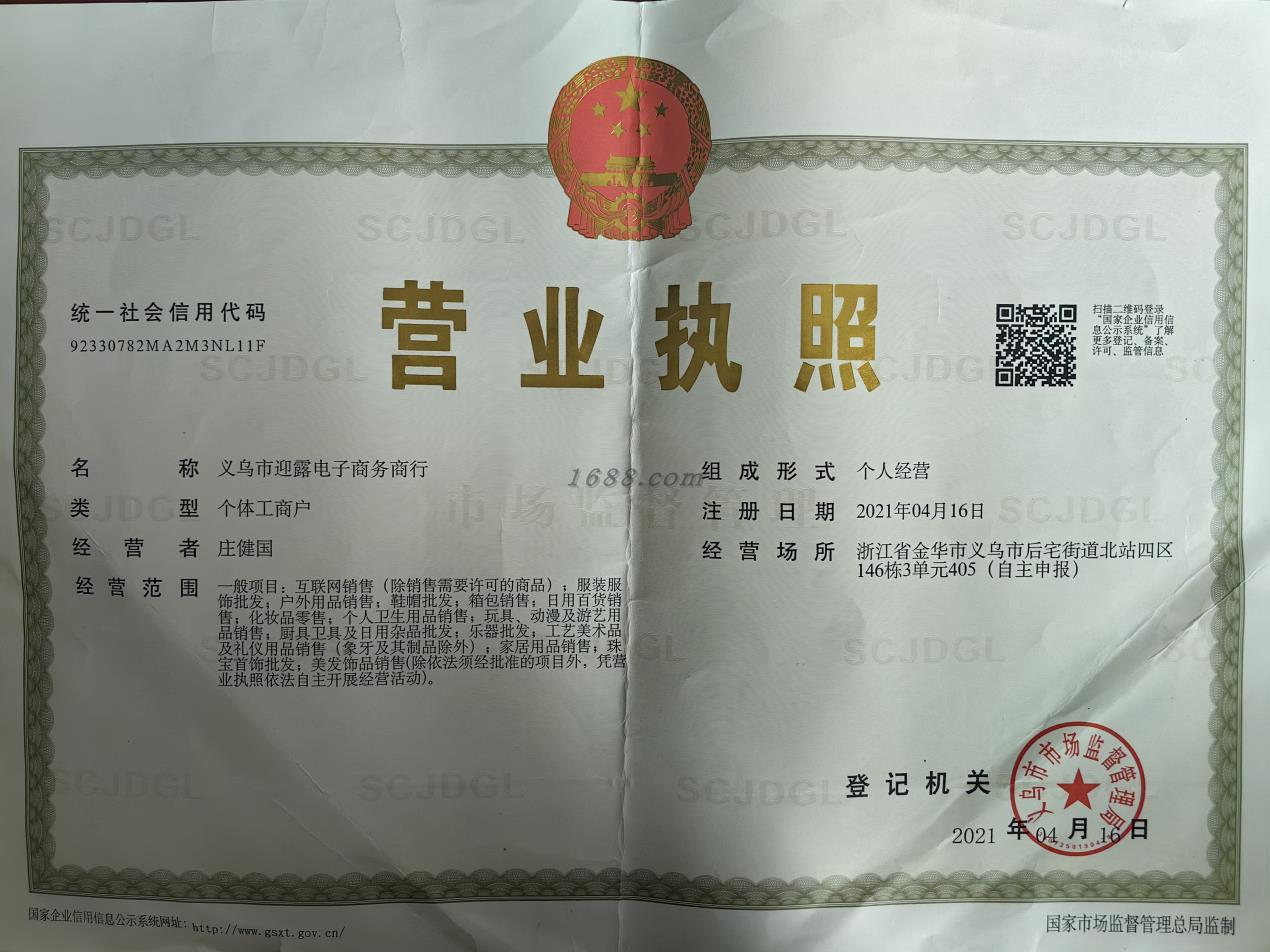 统一社会信用代码
92330782MA2M3NL11F
营业执照
扫描二维码登录
“国家企业信用信
息公示系统”了解
更多登记、备案、
许可、监管信息
名 称 义乌市迎露电子商务商行
类 型 个体工商户
经 营 者 庄健国
经 营 范 围 一般项目：互联网销售（除销售需要许可的商品）；服装服
饰批发；户外用品销售；鞋帽批发；箱包销售；日用百货销
售；化妆品零售；个人卫生用品销售；玩具、动漫及游艺用
品销售；厨具卫具及日用杂品批发；乐器批发；工艺美术品
及礼仪用品销售（象牙及其制品除外）；家居用品销售；珠
宝首饰批发；美发饰品销售(除依法须经批准的项目外，凭营
业执照依法自主开展经营活动)。
组 成 形 式 个人经营
注 册 日 期 2021年04月16日
经 营 场 所 浙江省金华市义乌市后宅街道北站四区
146栋3单元405（自主申报）
1688.com
市场监督管理
SCJDGL SCJDGL SCJDGL SCJDGL
登 记 机 关
义乌市市场监督管理局
2021 年 04 月 16 日
国家企业信用信息公示系统网址：http://www.gsxt.gov.cn/
国家市场监督管理总局监制